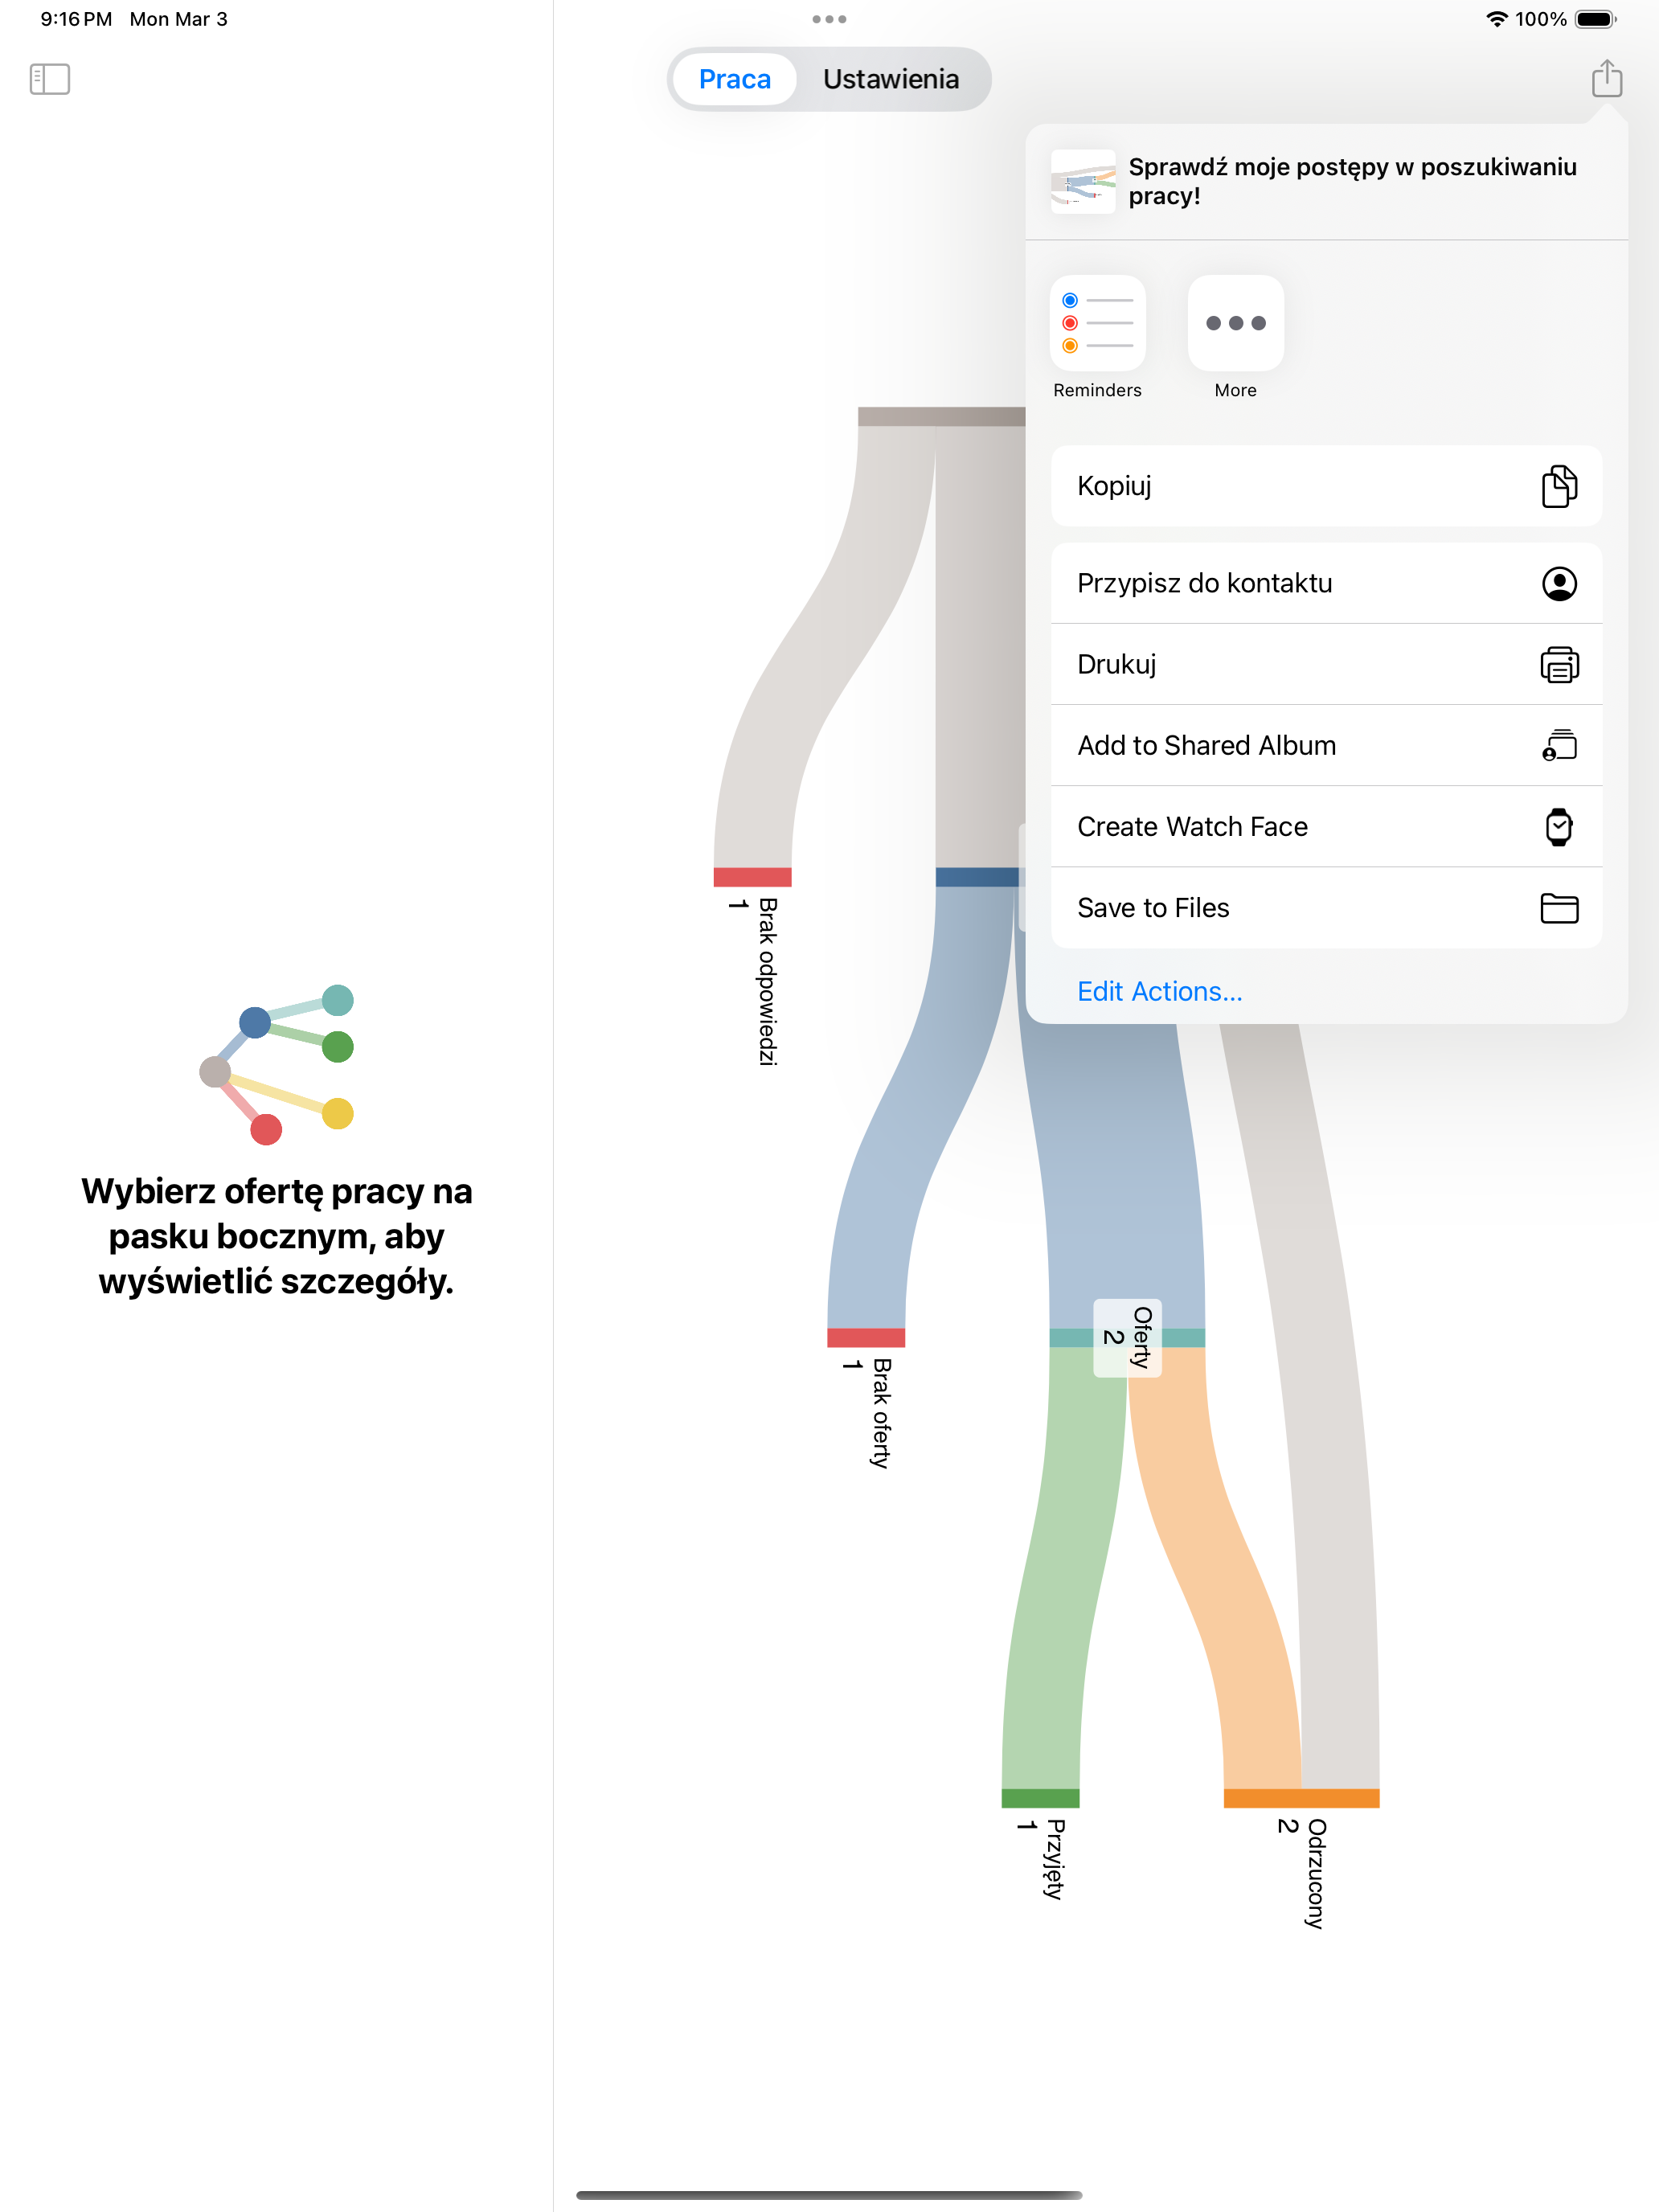 9:16 PM Mon Mar 3
100%
Praca Ustawienia
Sprawdź moje postępy w poszukiwaniu
pracy!
Reminders
More
Kopiuj
Przypisz do kontaktu
Drukuj
Add to Shared Album
Create Watch Face
Save to Files
Edit Actions...
Wybierz ofertę pracy na
pasku bocznym, aby
wyświetlić szczegóły.
Brak odpowiedzi
1
Brak oferty
1
Oferty
2
Przyjęty
1
Odrzucony
2